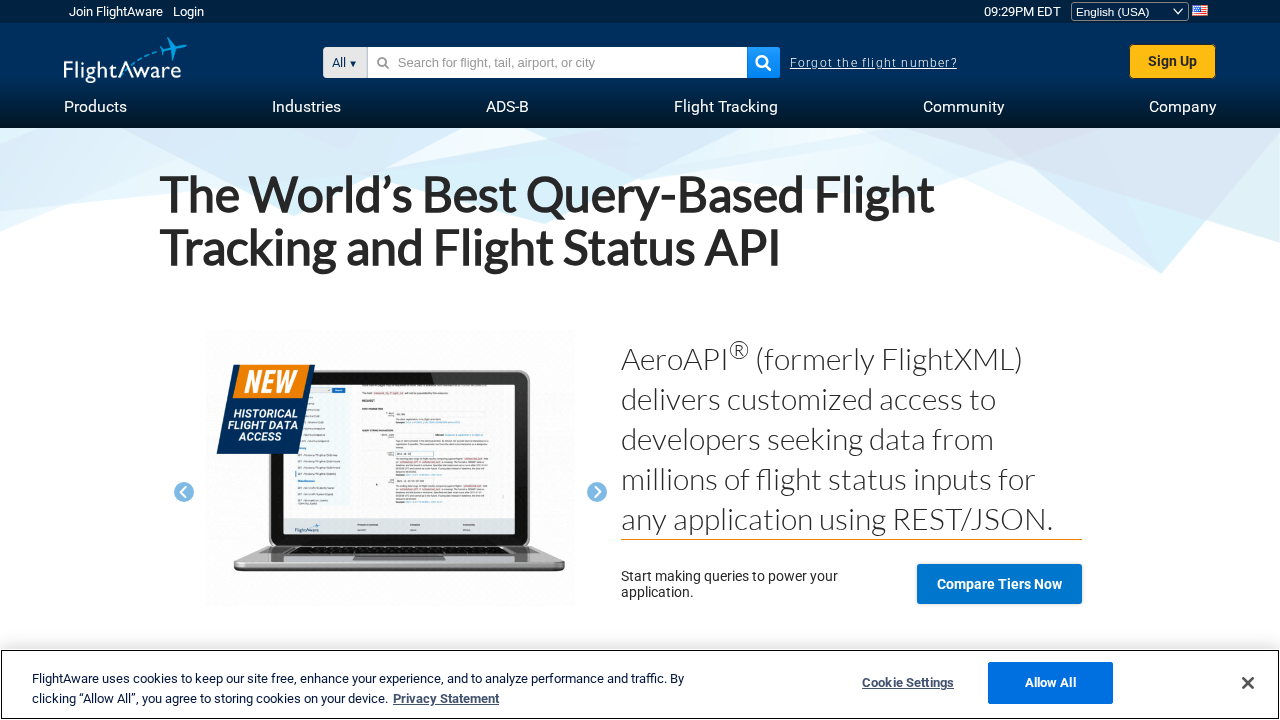 Join FlightAware Login 09:29PM EDT English (USA)
FlightAware
All ▼ Search for flight, tail, airport, or city Forgot the flight number? Sign Up
Products Industries ADS-B Flight Tracking Community Company
The World’s Best Query-Based Flight
Tracking and Flight Status API
NEW
HISTORICAL
FLIGHT DATA
ACCESS
FlightAware
AeroAPI® (formerly FlightXML)
delivers customized access to
developers seeking data from
millions of flight status inputs for
any application using REST/JSON.
Start making queries to power your
application.
Compare Tiers Now
FlightAware uses cookies to keep our site free, enhance your experience, and to analyze performance and traffic. By
clicking “Allow All”, you agree to storing cookies on your device. Privacy Statement
Cookie Settings
Allow All